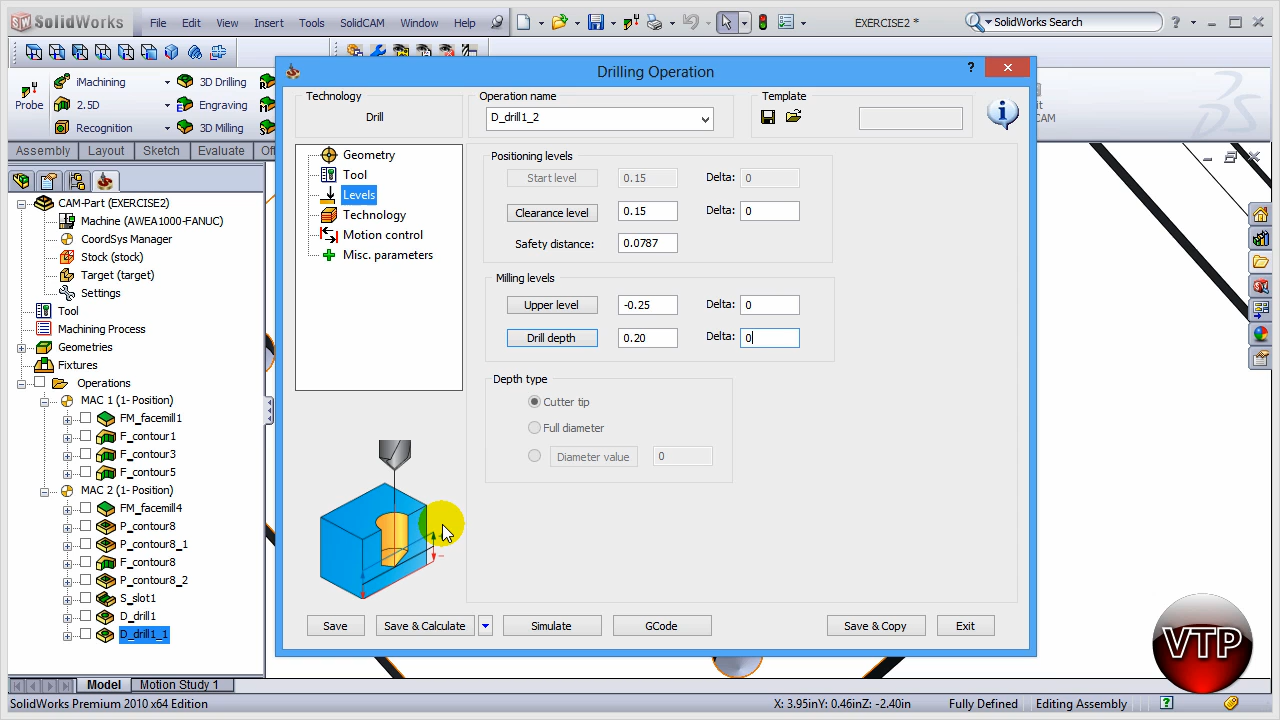 SolidWorks
File Edit View Insert Tools SolidCAM Window Help
EXERCISE2 *
SolidWorks Search
Probe
iMachining
2.5D
Recognition
3D Drilling
Engraving
3D Milling
CAM
Assembly Layout Sketch Evaluate
CAM-Part (EXERCISE2)
Machine (AWEA1000-FANUC)
CoordSys Manager
Stock (stock)
Target (target)
Settings
Tool
Machining Process
Geometries
Fixtures
Operations
MAC 1 (1- Position)
FM_facemill1
F_contour1
F_contour3
F_contour5
MAC 2 (1- Position)
FM_facemill4
P_contour8
P_contour8_1
F_contour8
P_contour8_2
S_slot1
D_drill1
D_drill1_1
Drilling Operation
Technology
Drill
Operation name
D_drill1_2
Template
Geometry
Tool
Levels
Technology
Motion control
Misc. parameters
Positioning levels
Start level 0.15 Delta: 0
Clearance level 0.15 Delta: 0
Safety distance: 0.0787
Milling levels
Upper level -0.25 Delta: 0
Drill depth 0.20 Delta: 0
Depth type
Cutter tip
Full diameter
Diameter value 0
Save Save & Calculate Simulate GCode Save & Copy Exit
VTP
Model Motion Study 1
SolidWorks Premium 2010 x64 Edition X: 3.95inY: 0.46inZ: -2.40in Fully Defined Editing Assembly